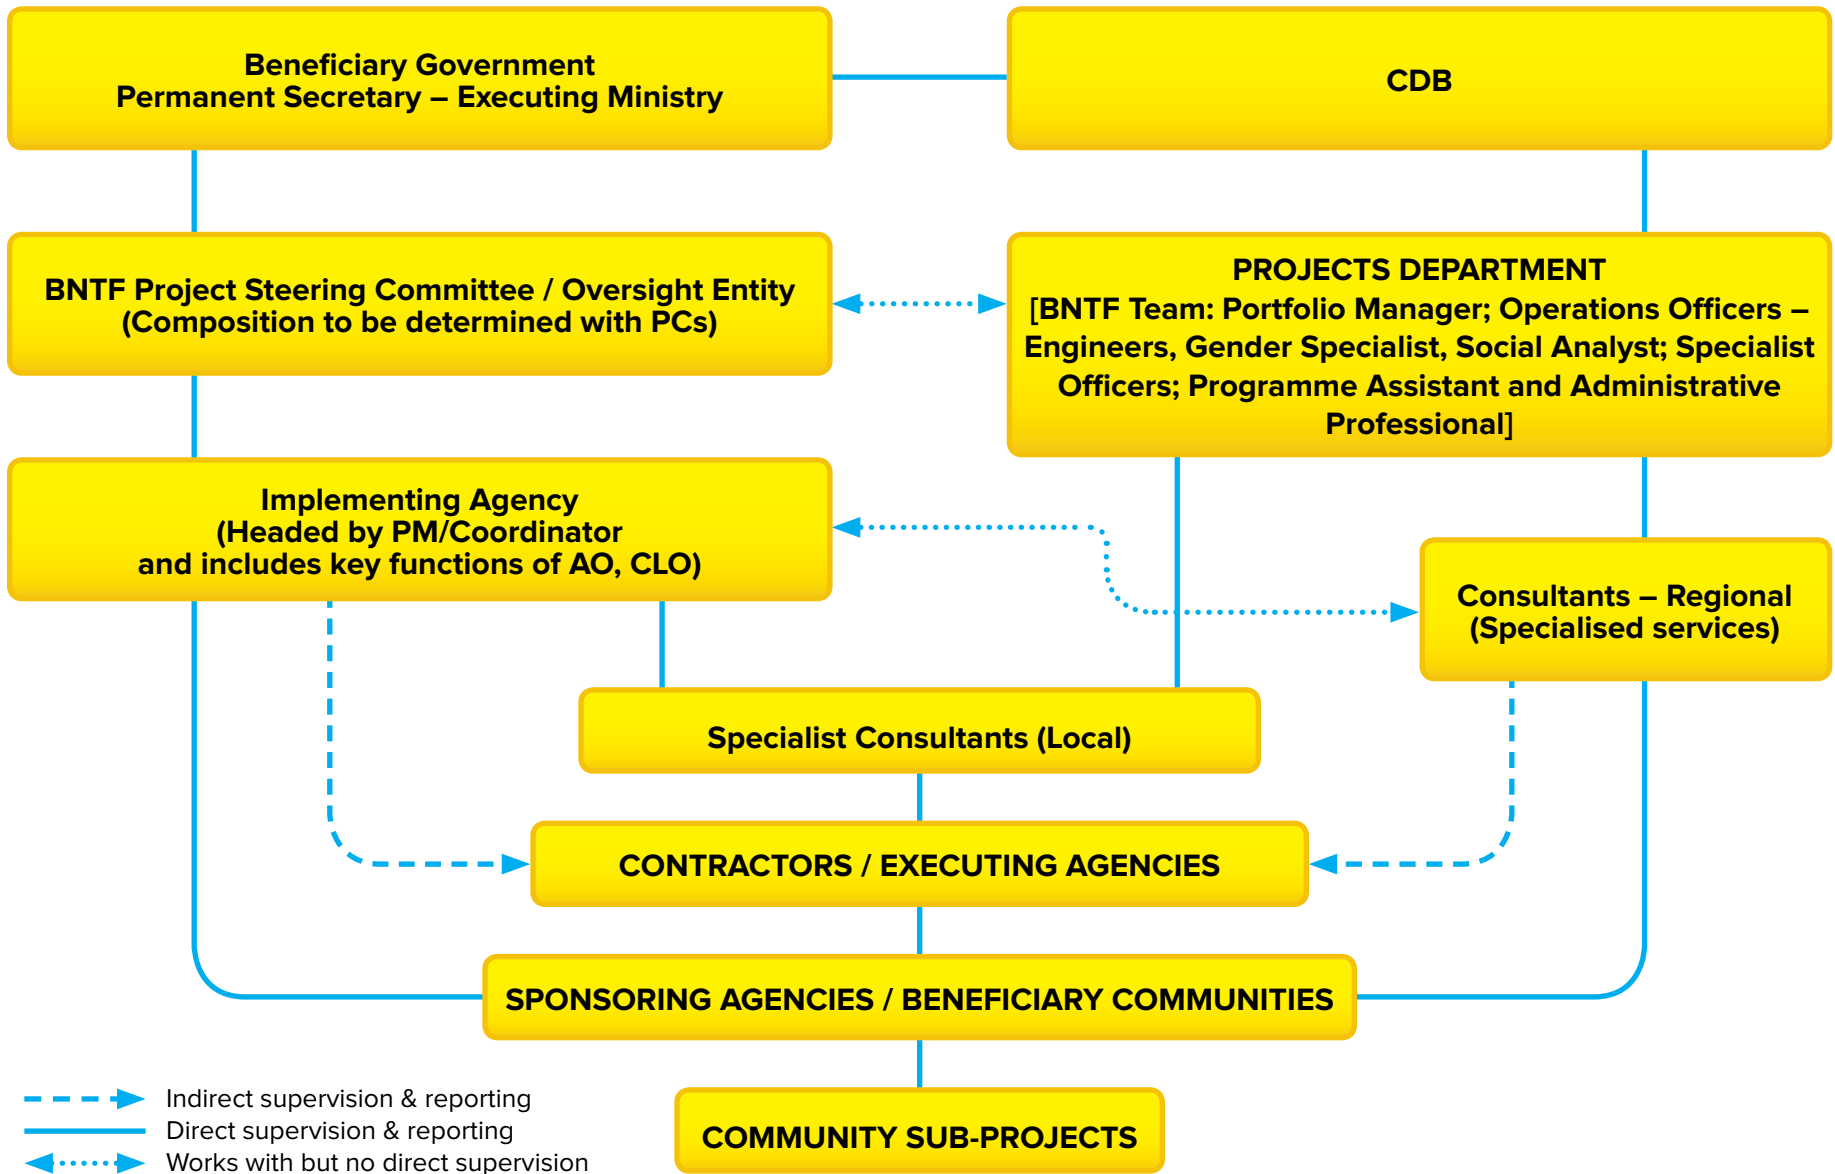 Beneficiary Government
Permanent Secretary – Executing Ministry
CDB
BNTF Project Steering Committee / Oversight Entity
(Composition to be determined with PCs)
PROJECTS DEPARTMENT
[BNTF Team: Portfolio Manager; Operations Officers –
Engineers, Gender Specialist, Social Analyst; Specialist
Officers; Programme Assistant and Administrative
Professional]
Implementing Agency
(Headed by PM/Coordinator
and includes key functions of AO, CLO)
Consultants – Regional
(Specialised services)
Specialist Consultants (Local)
CONTRACTORS / EXECUTING AGENCIES
SPONSORING AGENCIES / BENEFICIARY COMMUNITIES
COMMUNITY SUB-PROJECTS
Indirect supervision & reporting
Direct supervision & reporting
Works with but no direct supervision